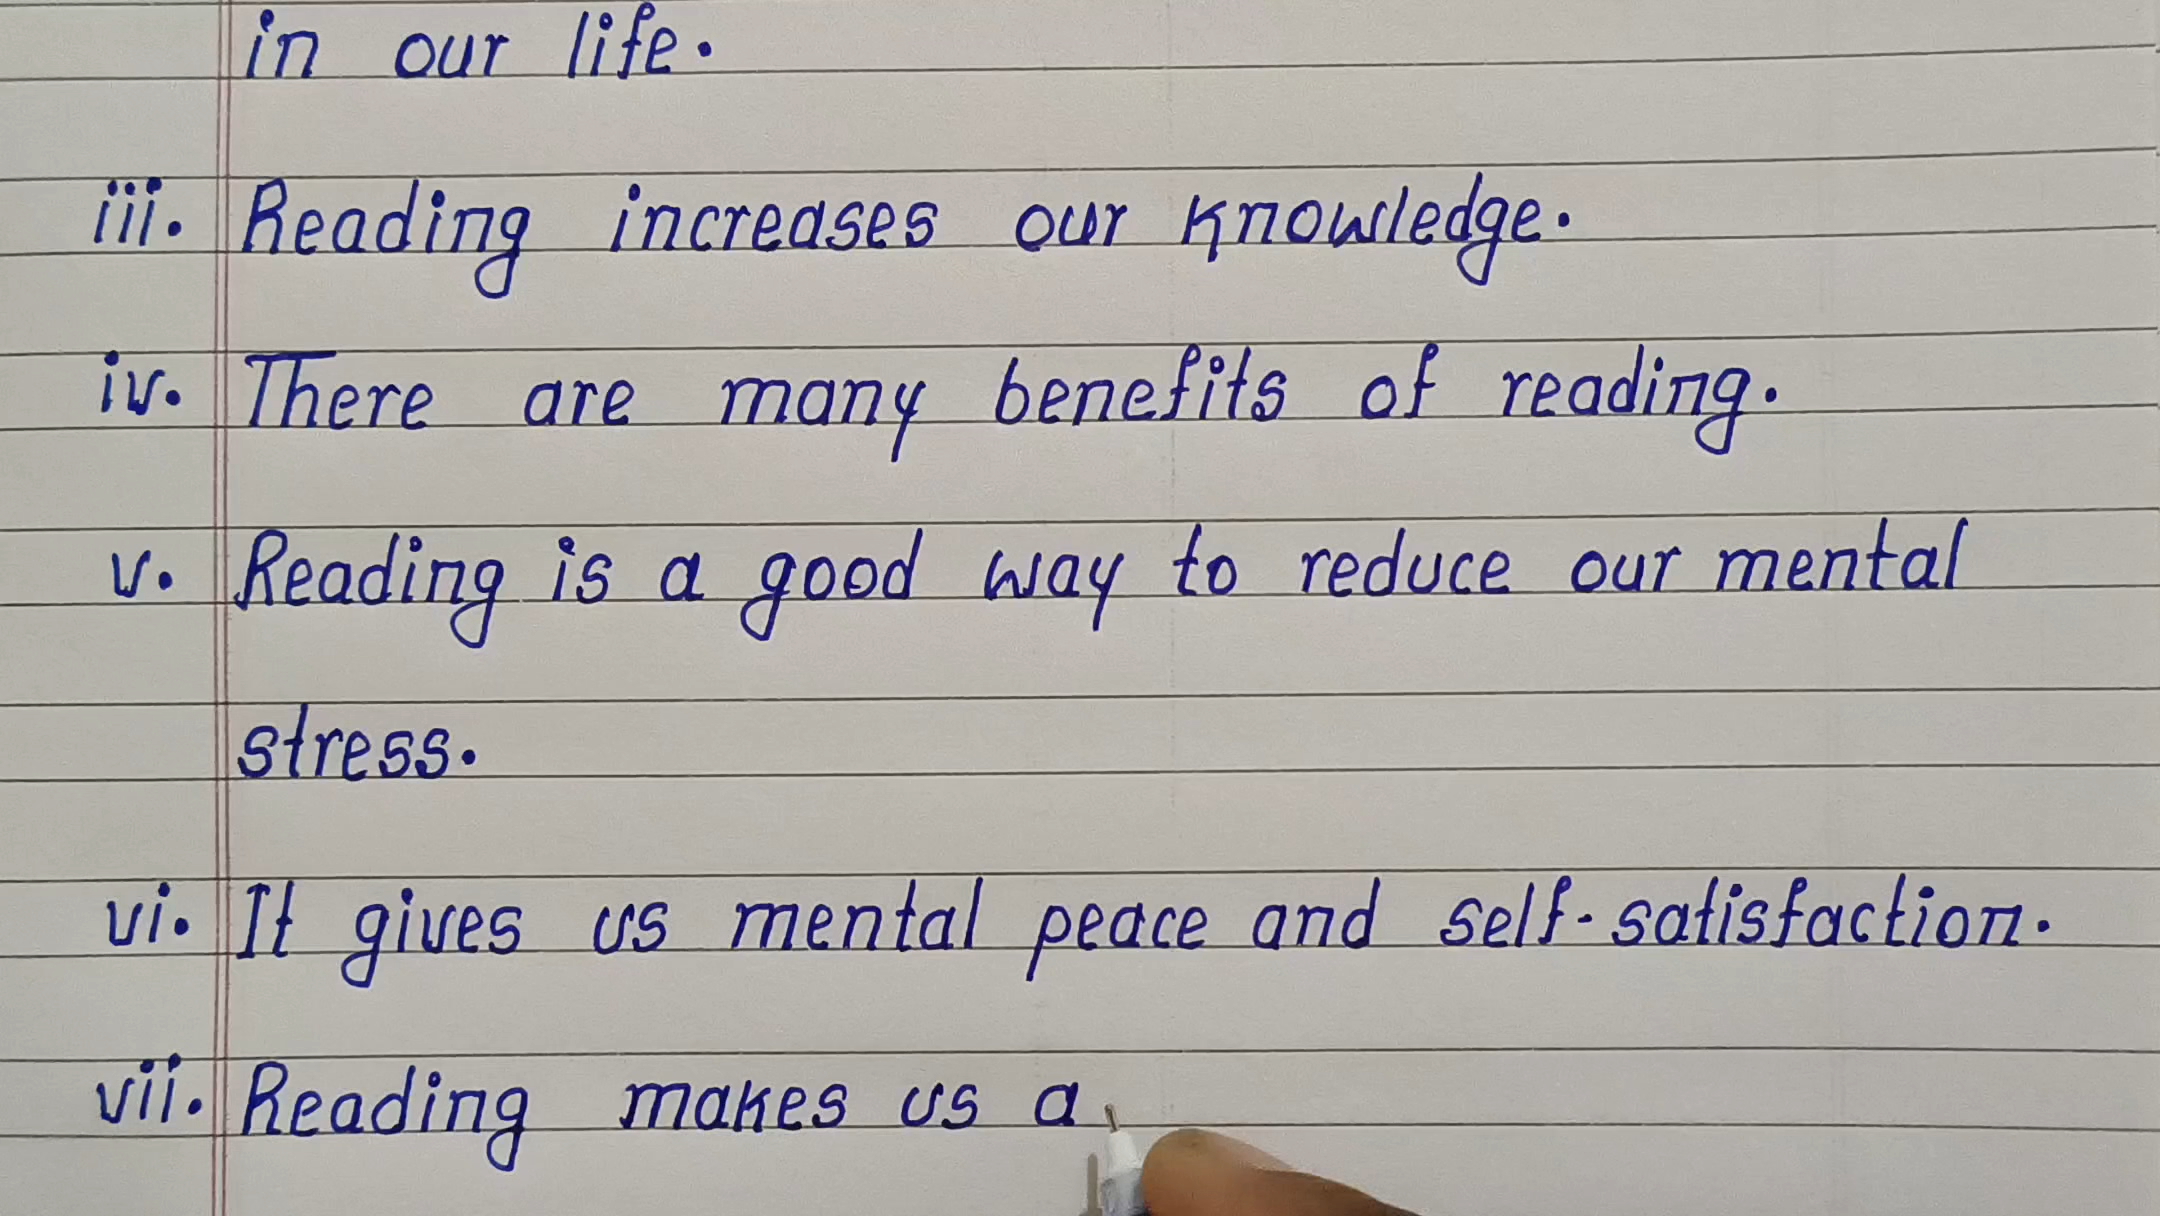 in our life.
iii. Reading increases our knowledge.
iv. There are many benefits of reading.
v. Reading is a good way to reduce our mental
stress.
vi. It gives us mental peace and self-satisfaction.
vii. Reading makes us a